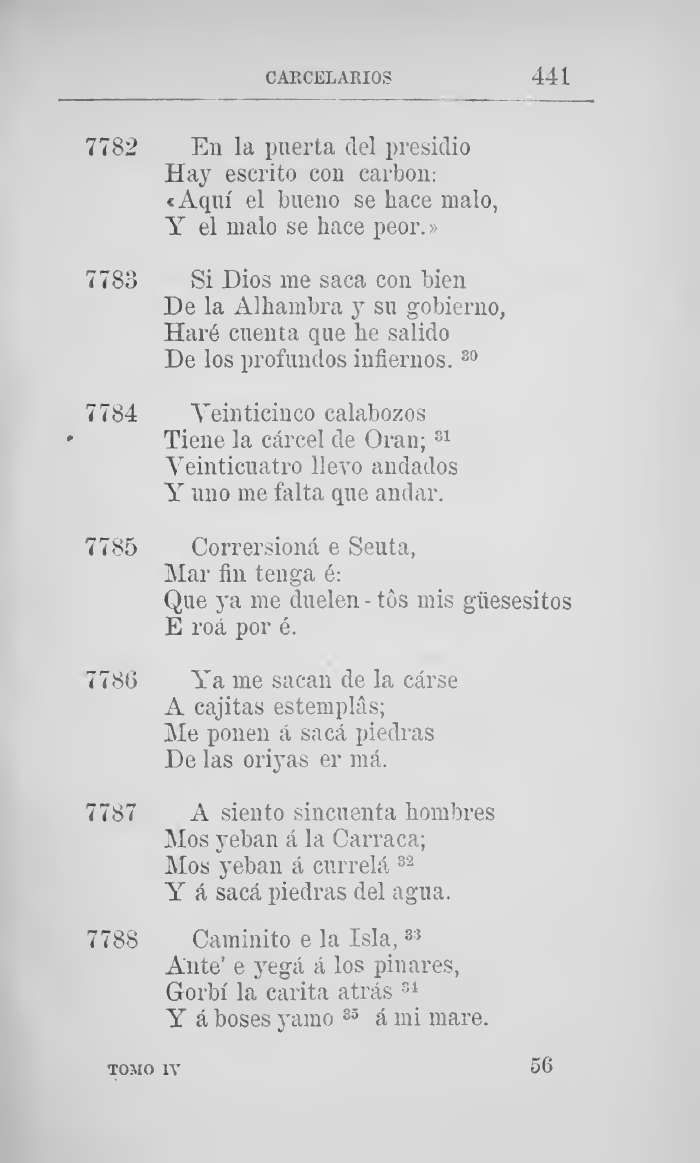 CARCELARIOS 441
7782 En la puerta del presidio
Hay escrito con carbon:
«Aquí el bueno se hace malo,
Y el malo se hace peor.»
7783 Si Dios me saca con bien
De la Alhambra y su gobierno,
Haré cuenta que he salido
De los profundos infiernos. 30
7784 Veinticinco calabozos
Tiene la cárcel de Oran; 31
Veinticuatro llevo andados
Y uno me falta que andar.
7785 Corrersioná e Seuta,
Mar fin tenga é:
Que ya me duelen-tôs mis güesesitos
E roá por é.
7786 Ya me sacan de la cárse
A cajitas estemplâs;
Me ponen á sacá piedras
De las oriyas er má.
7787 A siento sincuenta hombres
Mos yeban á la Carraca;
Mos yeban á currelá 32
Y á sacá piedras del agua.
7788 Caminito e la Isla, 33
Ante' e yegá á los pinares,
Gorbí la carita atrás 34
Y á boses yamo 35 á mi mare.
TOMO IV 56